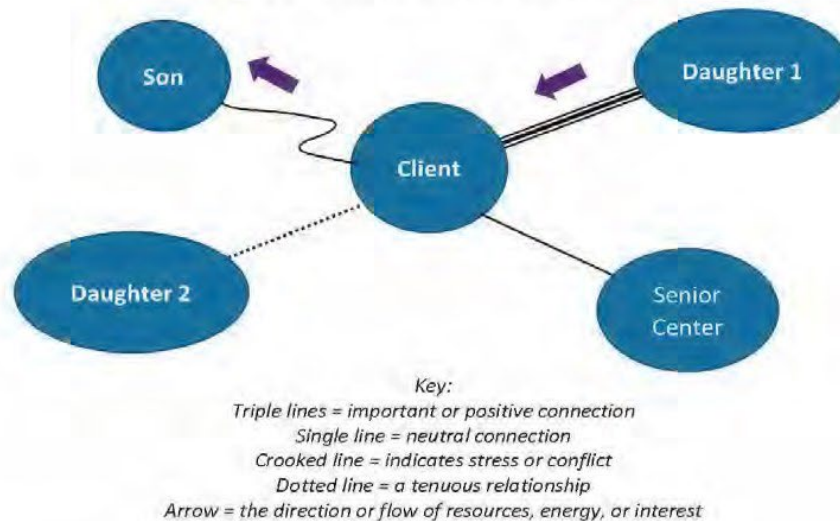 Son
Daughter 1
Client
Daughter 2
Senior
Center
Key:
Triple lines = important or positive connection
Single line = neutral connection
Crooked line = indicates stress or conflict
Dotted line = a tenuous relationship
Arrow = the direction or flow of resources, energy, or interest